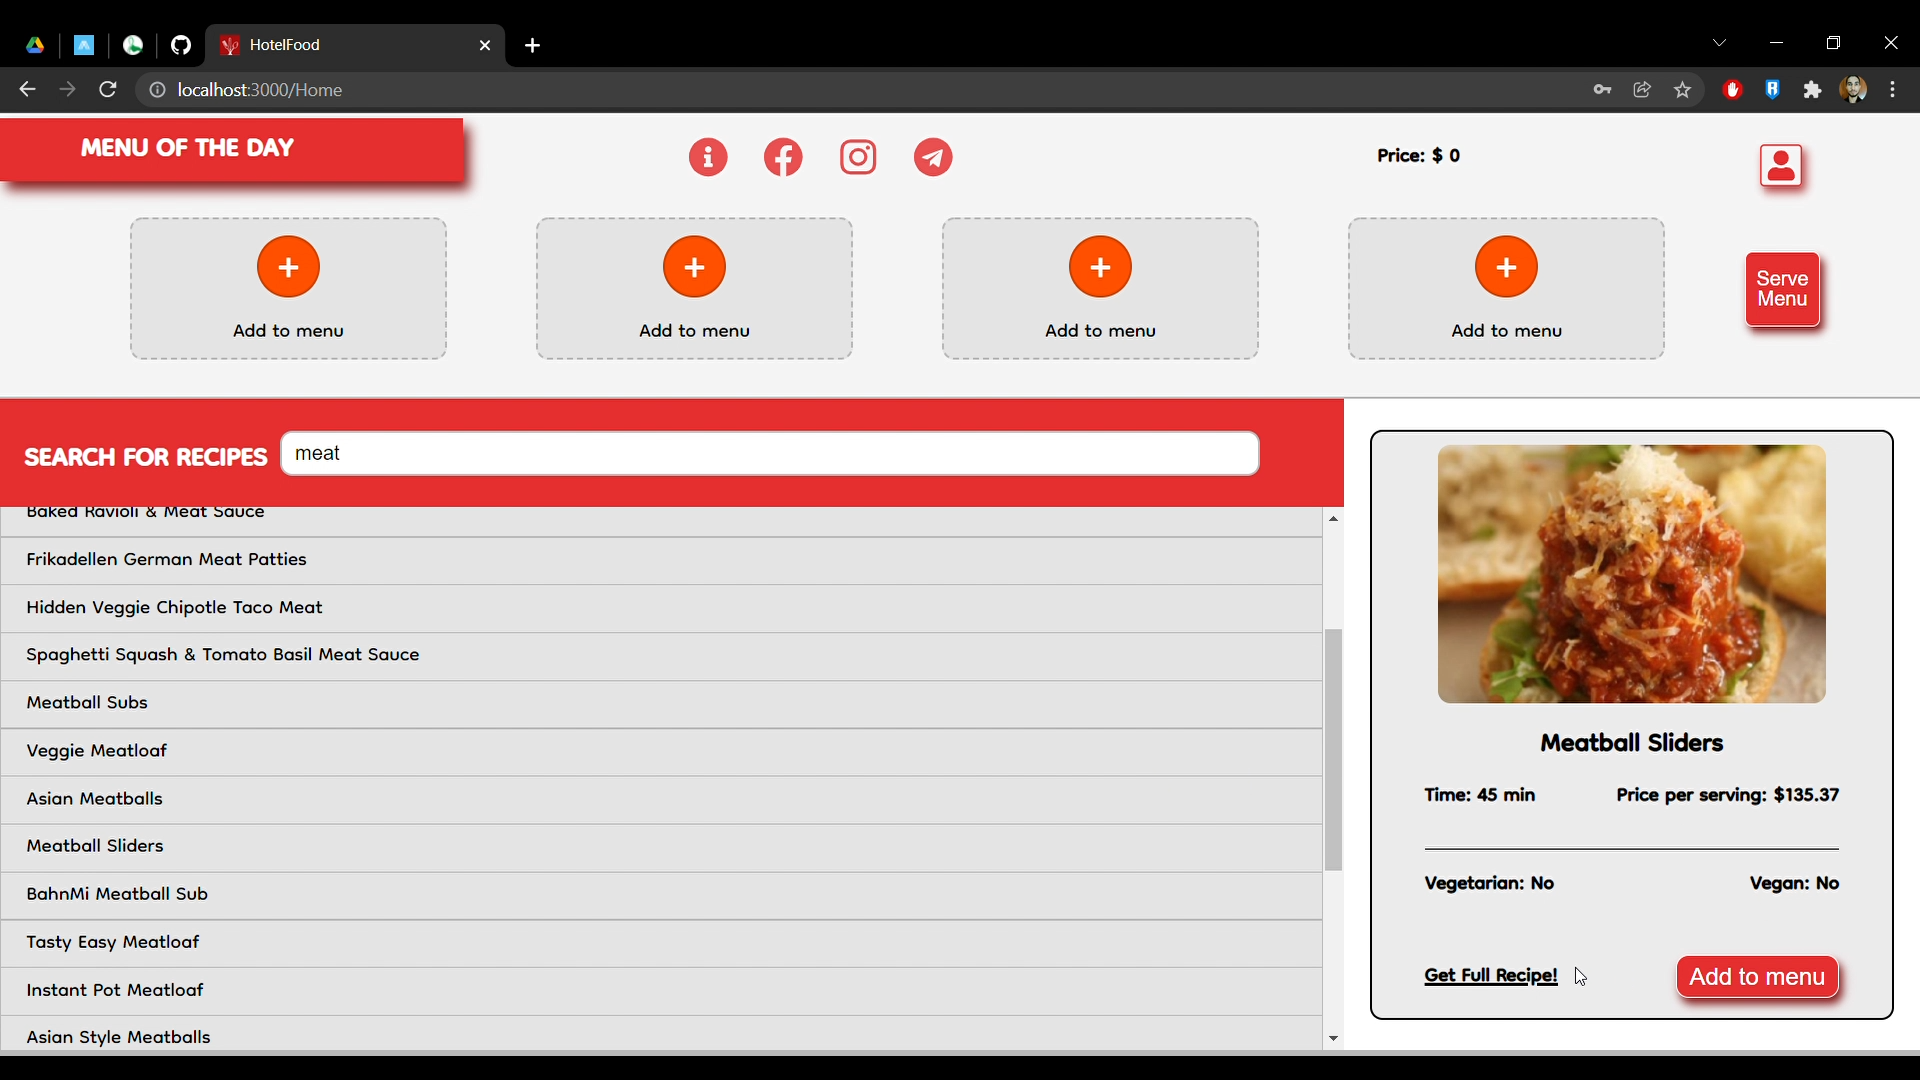 HotelFood
localhost:3000/Home
MENU OF THE DAY
Price: $ 0
Add to menu
Add to menu
Add to menu
Add to menu
Serve
Menu
SEARCH FOR RECIPES
meat
Baked Ravioli & Meat Sauce
Frikadellen German Meat Patties
Hidden Veggie Chipotle Taco Meat
Spaghetti Squash & Tomato Basil Meat Sauce
Meatball Subs
Veggie Meatloaf
Asian Meatballs
Meatball Sliders
BahnMi Meatball Sub
Tasty Easy Meatloaf
Instant Pot Meatloaf
Asian Style Meatballs
Meatball Sliders
Time: 45 min
Price per serving: $135.37
Vegetarian: No
Vegan: No
Get Full Recipe!
Add to menu